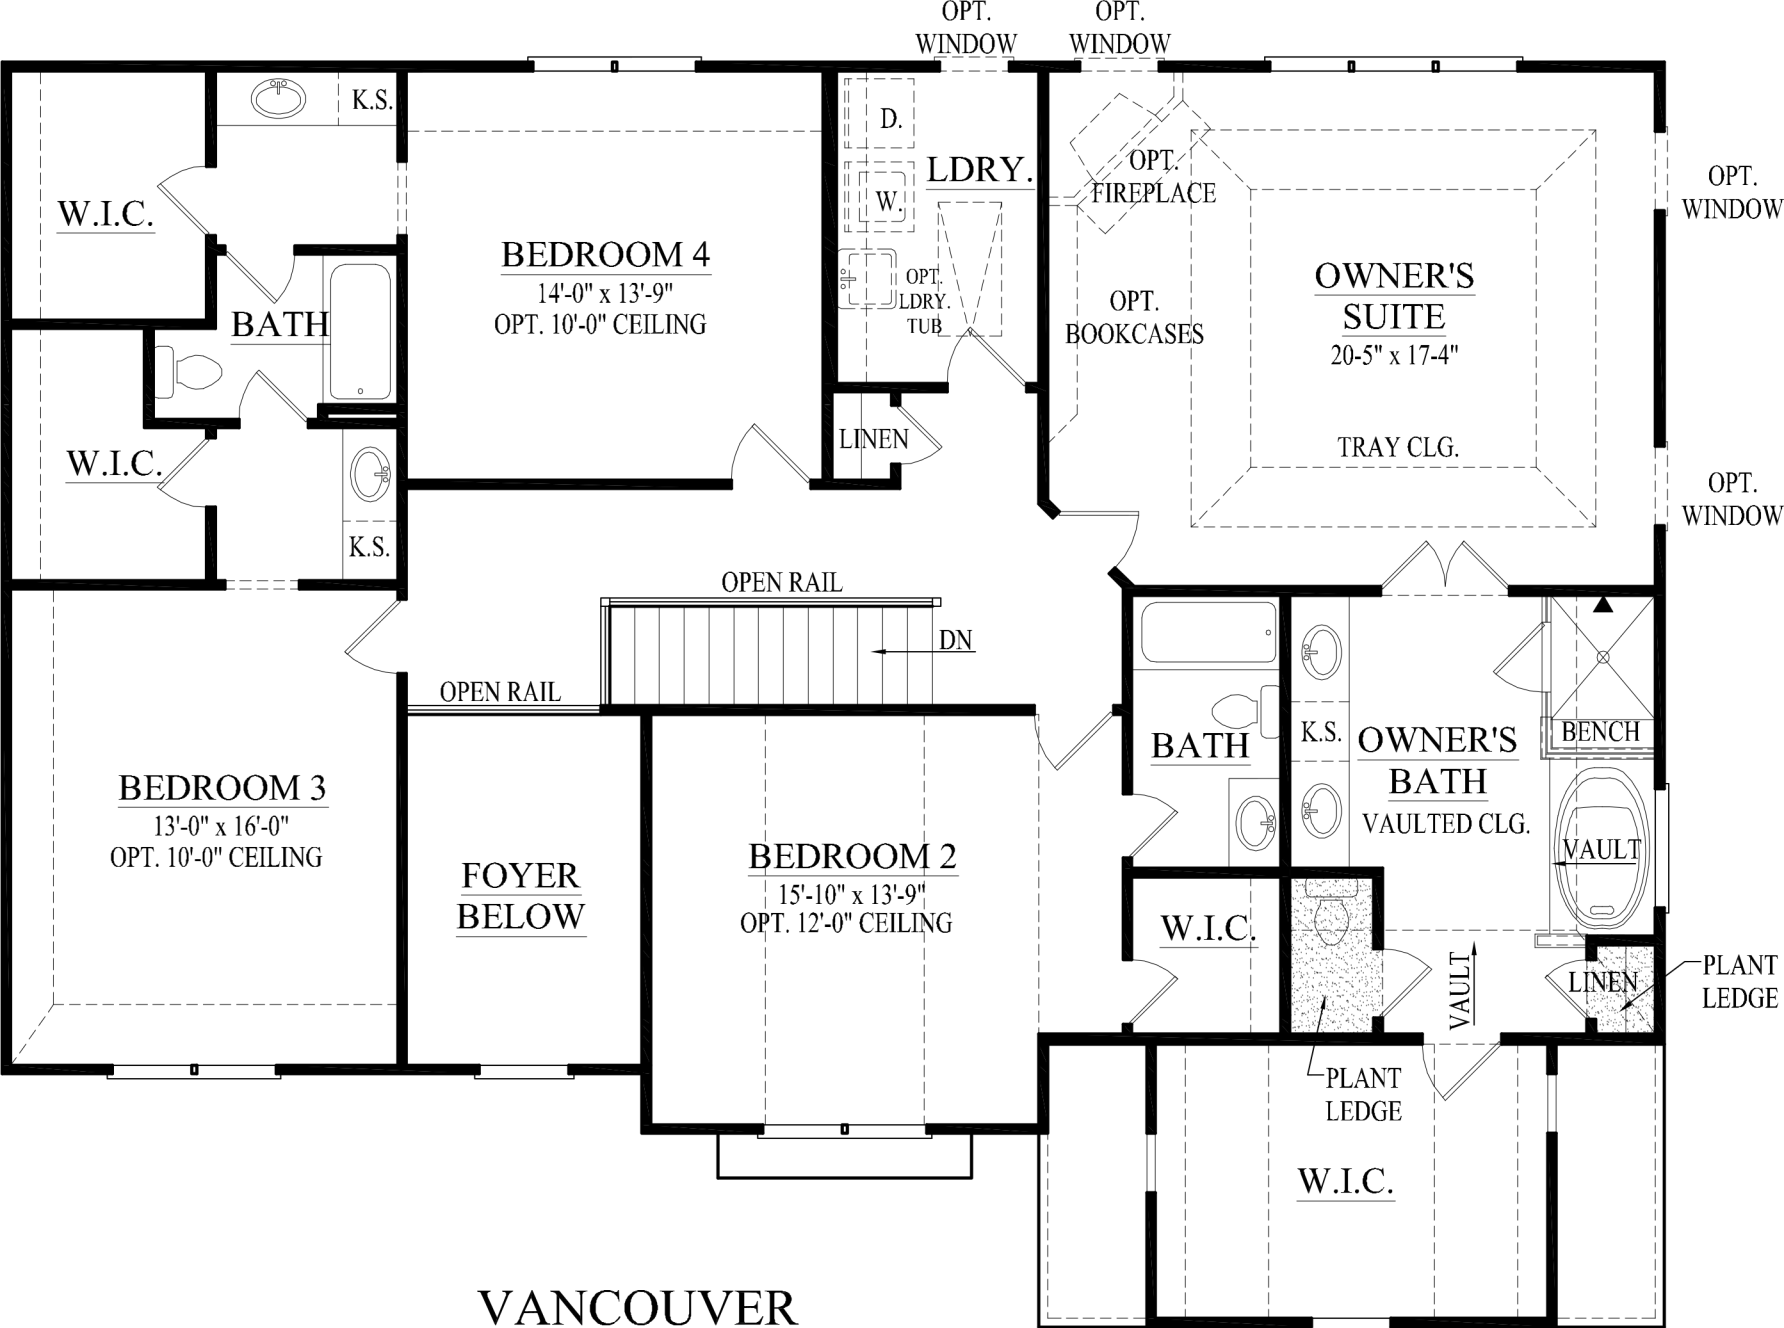 OPT.
WINDOW
OPT.
WINDOW
K.S.
D.
LDRY.
W.
OPT.
FIREPLACE
OPT.
WINDOW
W.I.C.
BEDROOM 4
14'-0" x 13'-9"
OPT. 10'-0" CEILING
OPT.
LDRY.
TUB
OPT.
BOOKCASES
OWNER'S
SUITE
20-5" x 17-4"
TRAY CLG.
BATH
W.I.C.
LINEN
OPT.
WINDOW
K.S.
OPEN RAIL
DN
OPEN RAIL
BATH
K.S.
OWNER'S
BATH
VAULTED CLG.
BENCH
VAULT
BEDROOM 3
13'-0" x 16'-0"
OPT. 10'-0" CEILING
FOYER
BELOW
BEDROOM 2
15'-10" x 13'-9"
OPT. 12'-0" CEILING
W.I.C.
VAULT
LINEN
PLANT
LEDGE
PLANT
LEDGE
W.I.C.
VANCOUVER